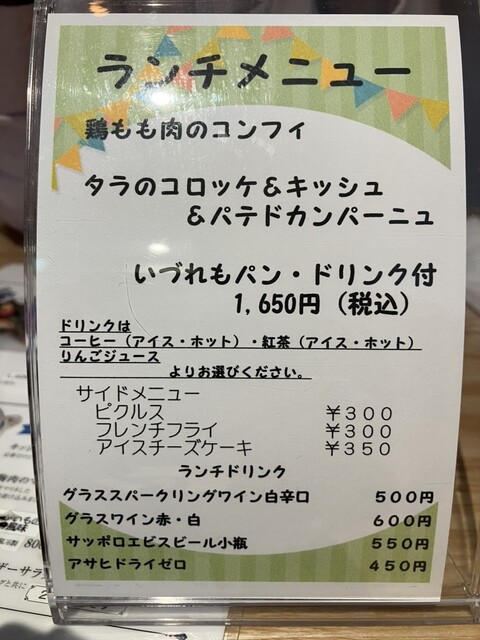 ランチメニュー
鶏もも肉のコンフィ
タラのコロッケ&キッシュ
&パテドカンパーニュ
いづれもパン・ドリンク付
1,650円（税込）
ドリンクは
コーヒー（アイス・ホット）・紅茶（アイス・ホット）
りんごジュース
よりお選びください。
サイドメニュー
ピクルス ￥３００
フレンチフライ ￥３００
アイスチーズケーキ ￥３５０
ランチドリンク
グラススパークリングワイン白辛口 ５００円
グラスワイン赤・白 ６００円
サッポロエビスビール小瓶 ５５０円
アサヒドライゼロ ４５０円